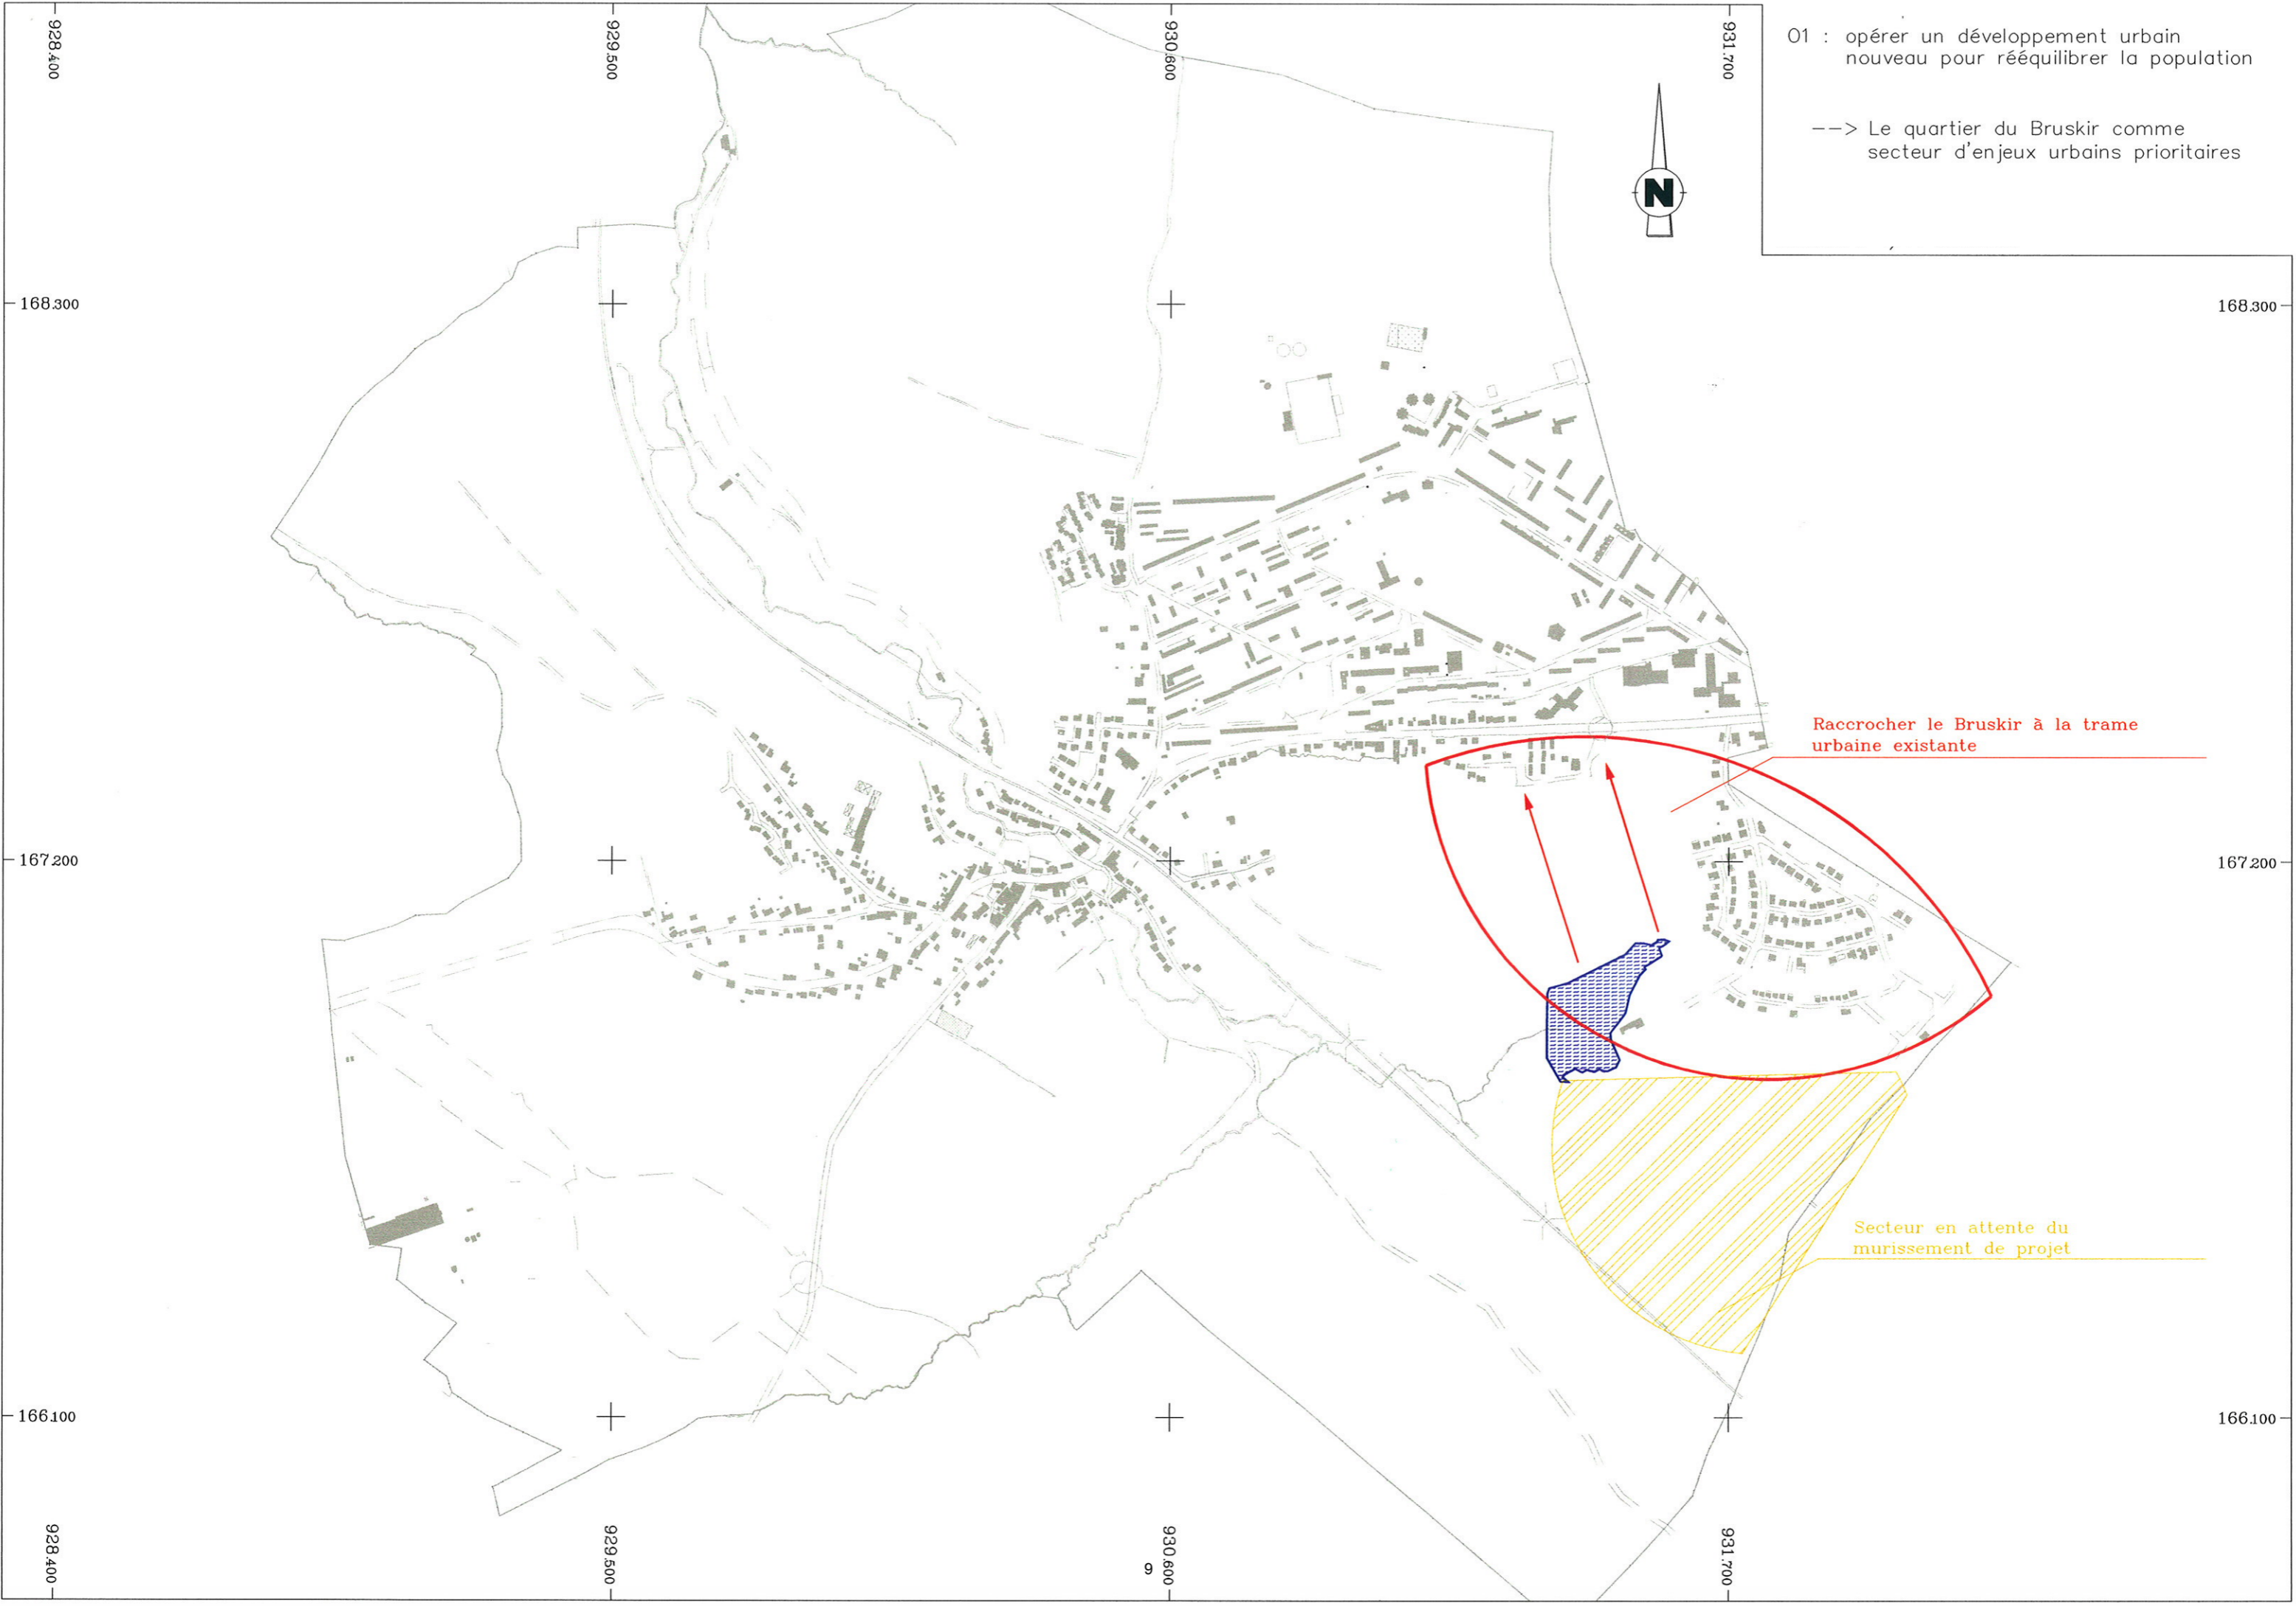 928.400
929.500
930.600
931.700
O1 : opérer un développement urbain
nouveau pour rééquilibrer la population
--> Le quartier du Bruskir comme
secteur d'enjeux urbains prioritaires
N
168.300
168.300
Raccrocher le Bruskir à la trame
urbaine existante
167.200
167.200
Secteur en attente du
murissement de projet
166.100
166.100
928.400
929.500
930.600
931.700
9